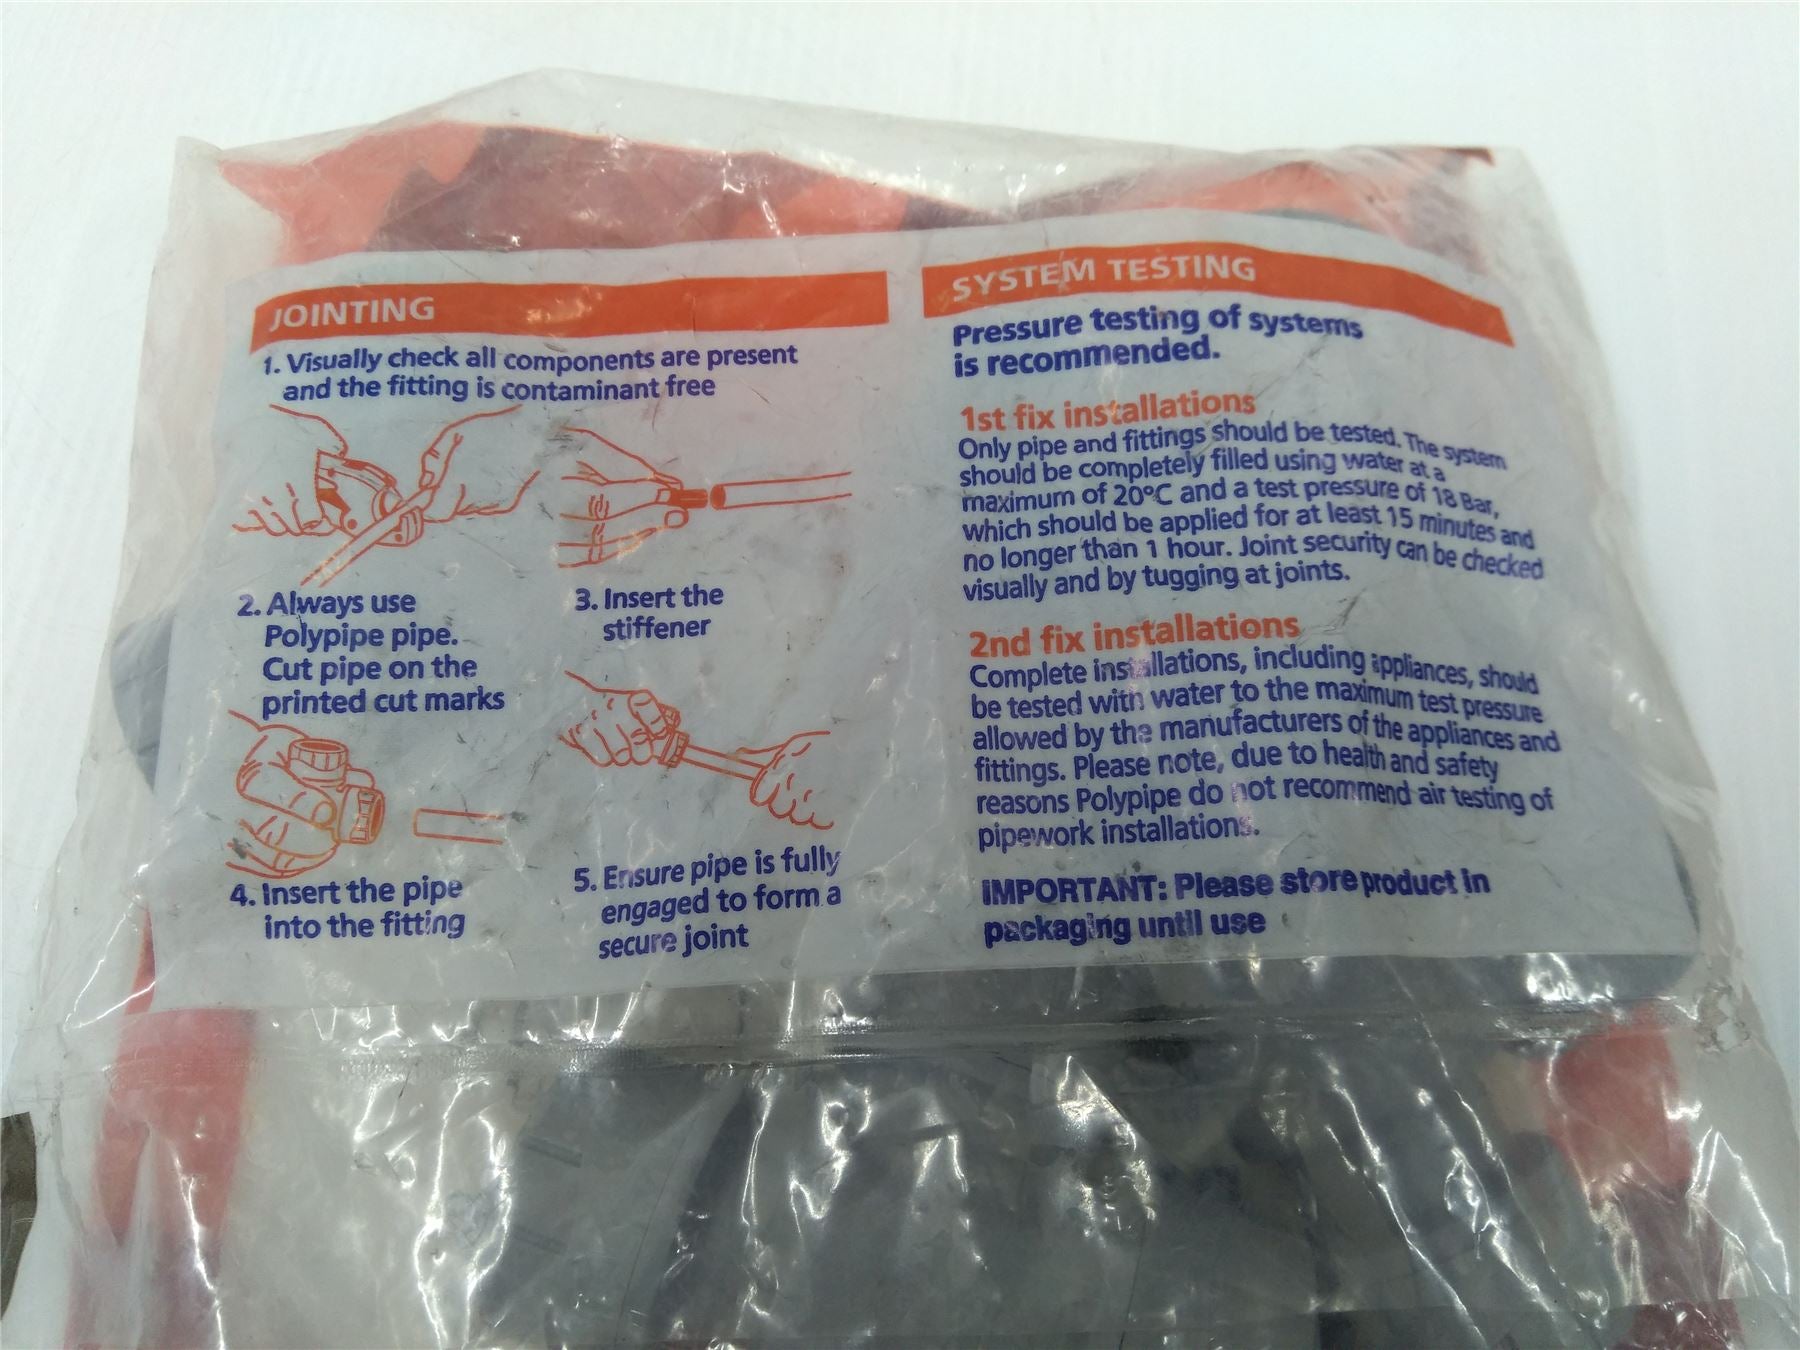 JOINTING
1. Visually check all components are present
and the fitting is contaminant free
2. Always use
Polypipe pipe.
Cut pipe on the
printed cut marks
3. Insert the
stiffener
4. Insert the pipe
into the fitting
5. Ensure pipe is fully
engaged to form a
secure joint
SYSTEM TESTING
Pressure testing of systems
is recommended.
1st fix installations
Only pipe and fittings should be tested. The system
should be completely filled using water at a
maximum of 20°C and a test pressure of 18 Bar,
which should be applied for at least 15 minutes and
no longer than 1 hour. Joint security can be checked
visually and by tugging at joints.
2nd fix installations
Complete installations, including appliances, should
be tested with water to the maximum test pressure
allowed by the manufacturers of the appliances and
fittings. Please note, due to health and safety
reasons Polypipe do not recommend air testing of
pipework installations.
IMPORTANT: Please store product in
packaging until use